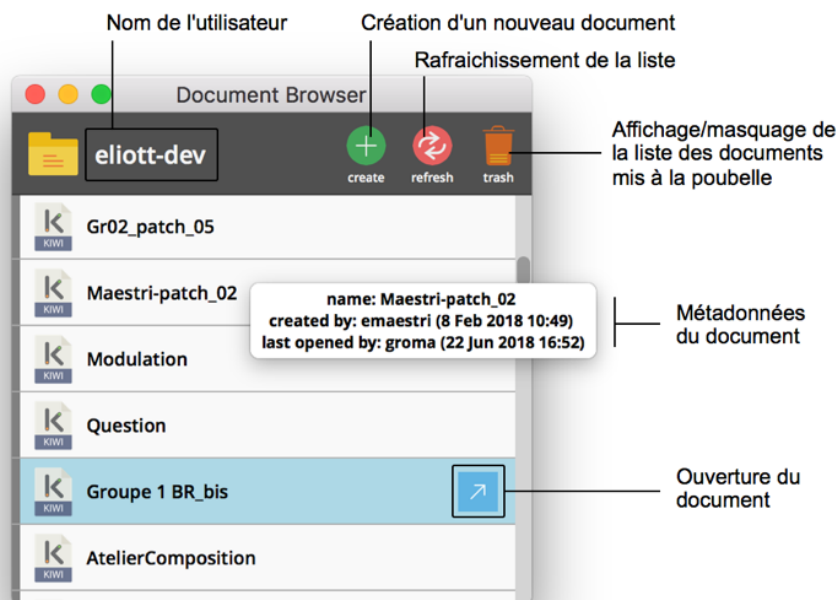 Nom de l'utilisateur
Création d'un nouveau document
Rafraichissement de la liste
Document Browser
eliott-dev
create
refresh
trash
Affichage/masquage de
la liste des documents
mis à la poubelle
KIWI
Gr02_patch_05
KIWI
Maestri-patch_02
name: Maestri-patch_02
created by: emaestri (8 Feb 2018 10:49)
last opened by: groma (22 Jun 2018 16:52)
Métadonnées
du document
KIWI
Modulation
KIWI
Question
KIWI
Groupe 1 BR_bis
Ouverture du
document
KIWI
AtelierComposition